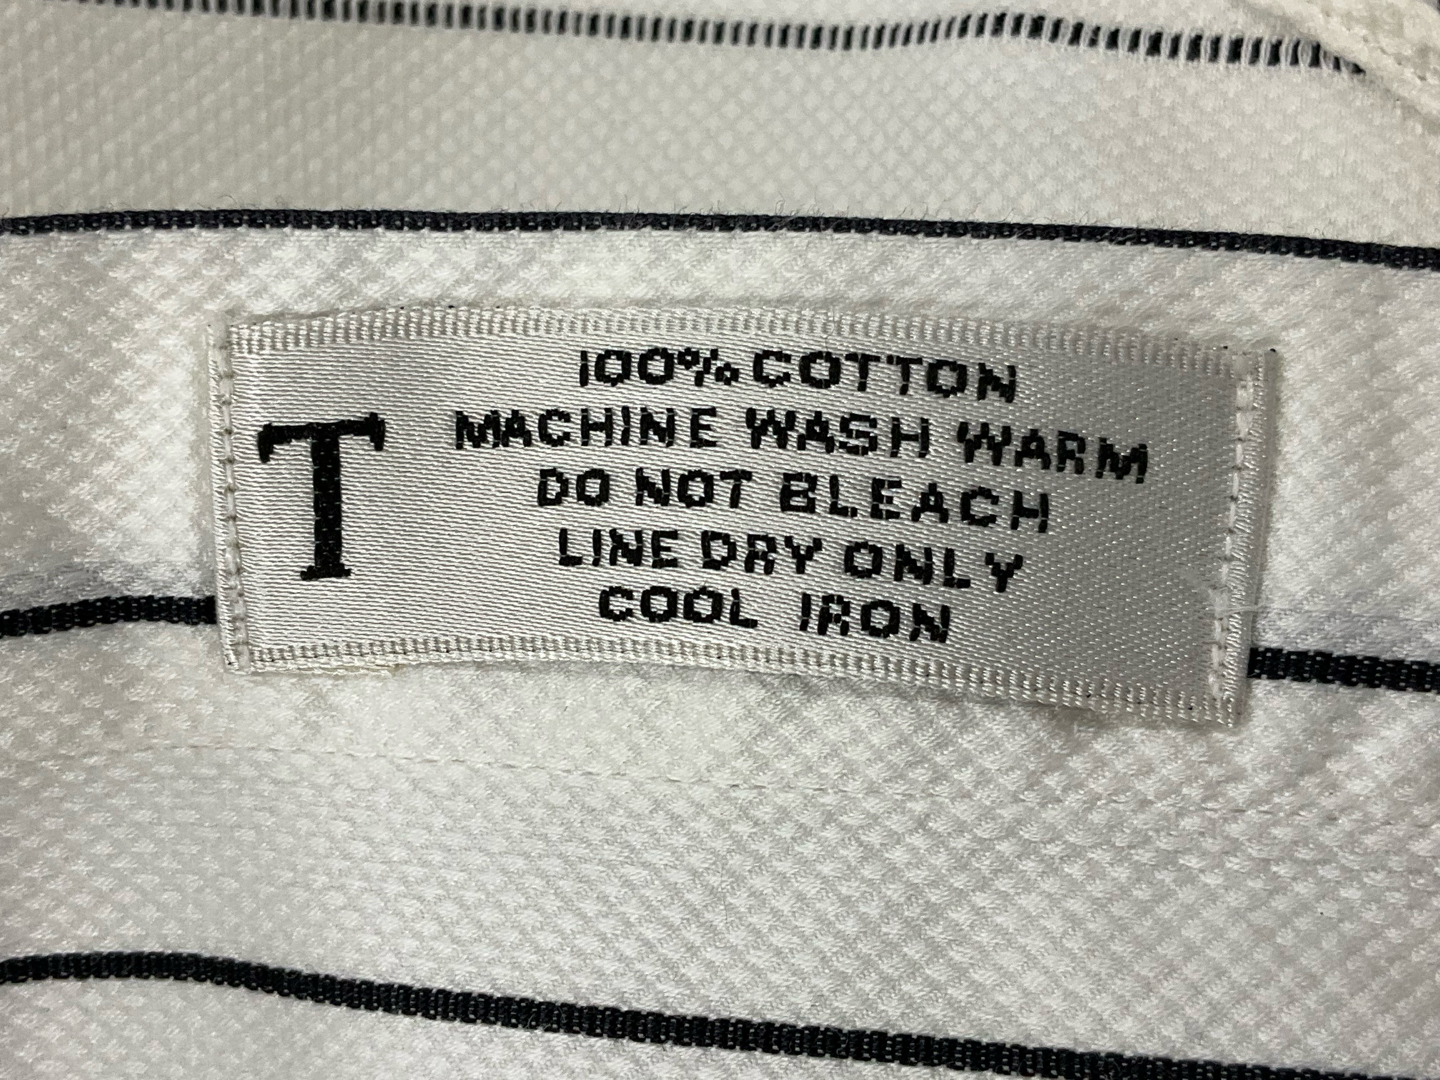 T
100% COTTON
MACHINE WASH WARM
DO NOT BLEACH
LINE DRY ONLY
COOL IRON